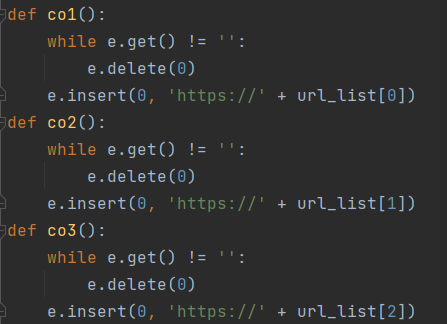 def co1():
    while e.get() != '':
        e.delete(0)
    e.insert(0, 'https://' + url_list[0])
def co2():
    while e.get() != '':
        e.delete(0)
    e.insert(0, 'https://' + url_list[1])
def co3():
    while e.get() != '':
        e.delete(0)
    e.insert(0, 'https://' + url_list[2])